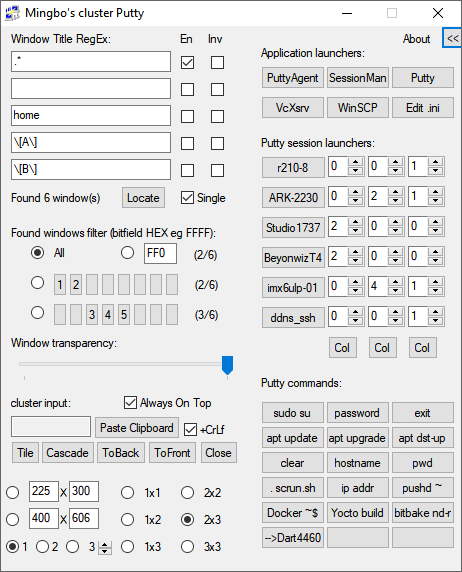 Mingbo's cluster Putty
Window Title RegEx: En Inv
.*
home
\[A\]
\[B\]
Found 6 window(s) Locate Single
Found windows filter (bitfield HEX eg FFFF):
All FF0 (2/6)
1 2 (2/6)
3 4 5 (3/6)
Window transparency:
cluster input: Always On Top
Paste Clipboard +CrLf
Tile Cascade ToBack ToFront Close
225 X 300 1x1 2x2
400 X 606 1x2 2x3
1 2 3 1x3 3x3
About <<
Application launchers:
PuttyAgent SessionMan Putty
VcXsrv WinSCP Edit .ini
Putty session launchers:
r210-8 0 0 1
ARK-2230 0 2 1
Studio1737 2 0 0
BeyonwizT4 2 0 0
imx6ulp-01 0 4 1
ddns_ssh 0 0 1
Col Col Col
Putty commands:
sudo su password exit
apt update apt upgrade apt dst-up
clear hostname pwd
. scrun.sh ip addr pushd ~
Docker ~$ Yocto build bitbake nd-r
-->Dart4460